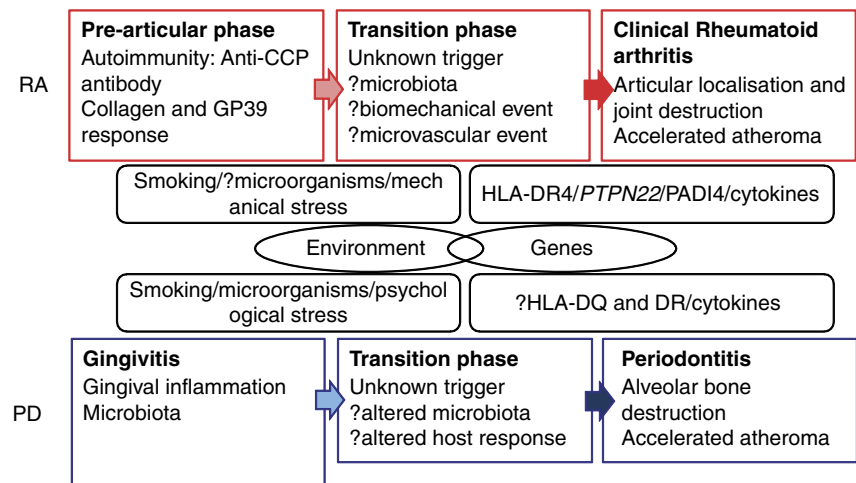 RA
Pre-articular phase
Autoimmunity: Anti-CCP
antibody
Collagen and GP39
response
Transition phase
Unknown trigger
?microbiota
?biomechanical event
?microvascular event
Clinical Rheumatoid
arthritis
Articular localisation and
joint destruction
Accelerated atheroma
Smoking/?microorganisms/mech
anical stress
HLA-DR4/PTPN22/PADI4/cytokines
Environment
Genes
Smoking/microorganisms/psychol
ogical stress
?HLA-DQ and DR/cytokines
PD
Gingivitis
Gingival inflammation
Microbiota
Transition phase
Unknown trigger
?altered microbiota
?altered host response
Periodontitis
Alveolar bone
destruction
Accelerated atheroma